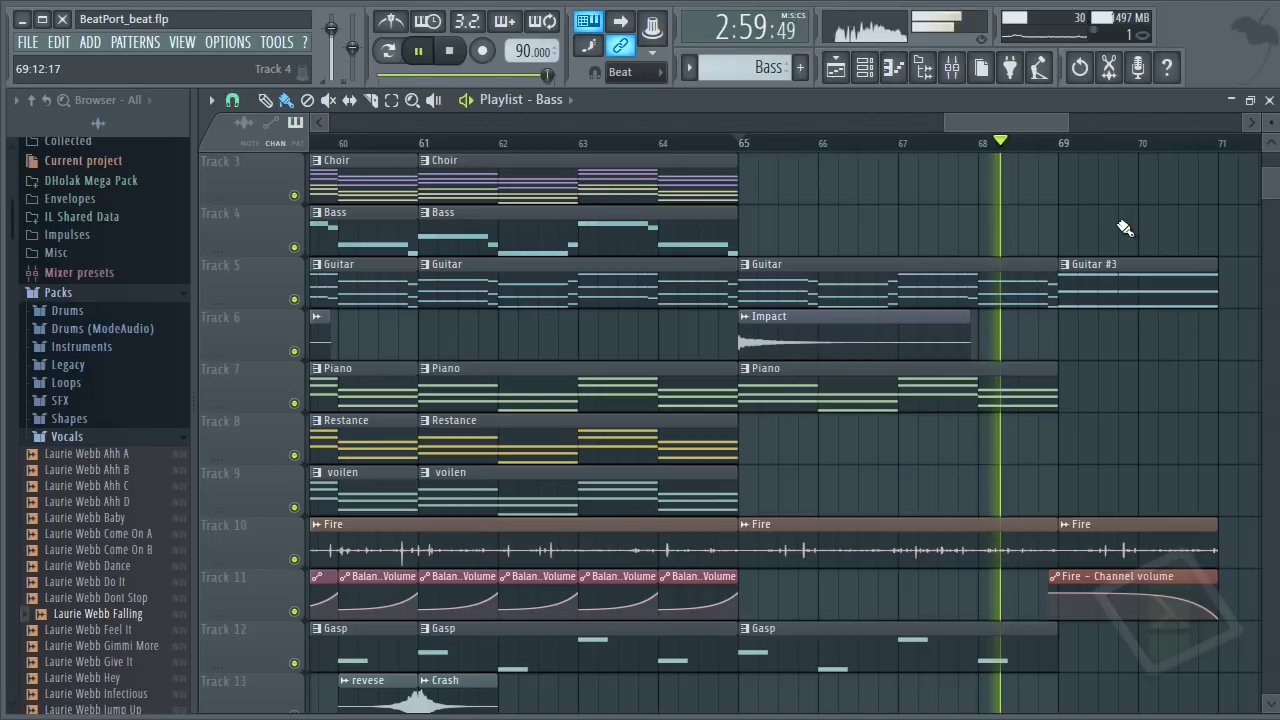 BeatPort_beat.flp
FILE EDIT ADD PATTERNS VIEW OPTIONS TOOLS ?
69:12:17 Track 4
3.2.
90.000
Beat
2:59:49
M:S:CS
Bass
30
497 MB
1
Browser - All
Collected
Current project
DHolak Mega Pack
Envelopes
IL Shared Data
Impulses
Misc
Mixer presets
Packs
Drums
Drums (ModeAudio)
Instruments
Legacy
Loops
SFX
Shapes
Vocals
Laurie Webb Ahh A
Laurie Webb Ahh B
Laurie Webb Ahh C
Laurie Webb Ahh D
Laurie Webb Baby
Laurie Webb Come On A
Laurie Webb Come On B
Laurie Webb Dance
Laurie Webb Do It
Laurie Webb Dont Stop
Laurie Webb Falling
Laurie Webb Feel It
Laurie Webb Gimmi More
Laurie Webb Give It
Laurie Webb Hey
Laurie Webb Infectious
Laurie Webb Jump Up
Playlist - Bass
NOTE CHAN PAT
60 61 62 63 64 65 66 67 68 69 70 71
Track 3 Choir Choir
Track 4 Bass Bass
Track 5 Guitar Guitar Guitar Guitar #3
Track 6 Impact
Track 7 Piano Piano Piano
Track 8 Restance Restance
Track 9 voilen voilen
Track 10 Fire Fire Fire
Track 11 Balan..Volume Balan..Volume Balan..Volume Balan..Volume Balan..Volume Fire - Channel volume
Track 12 Gasp Gasp Gasp
Track 13 revese Crash